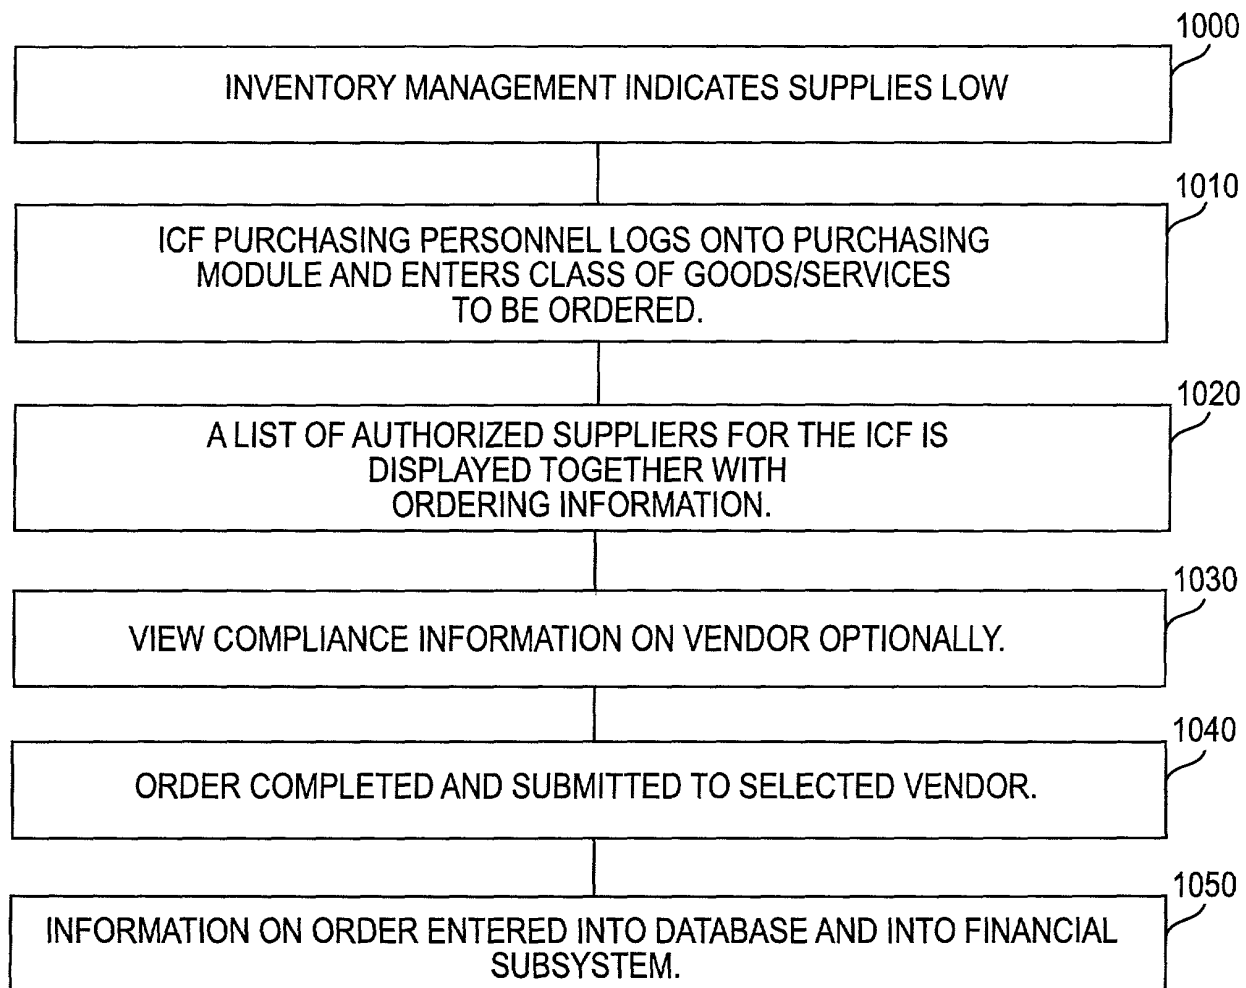 1000
INVENTORY MANAGEMENT INDICATES SUPPLIES LOW
1010
ICF PURCHASING PERSONNEL LOGS ONTO PURCHASING
MODULE AND ENTERS CLASS OF GOODS/SERVICES
TO BE ORDERED.
1020
A LIST OF AUTHORIZED SUPPLIERS FOR THE ICF IS
DISPLAYED TOGETHER WITH
ORDERING INFORMATION.
1030
VIEW COMPLIANCE INFORMATION ON VENDOR OPTIONALLY.
1040
ORDER COMPLETED AND SUBMITTED TO SELECTED VENDOR.
1050
INFORMATION ON ORDER ENTERED INTO DATABASE AND INTO FINANCIAL
SUBSYSTEM.